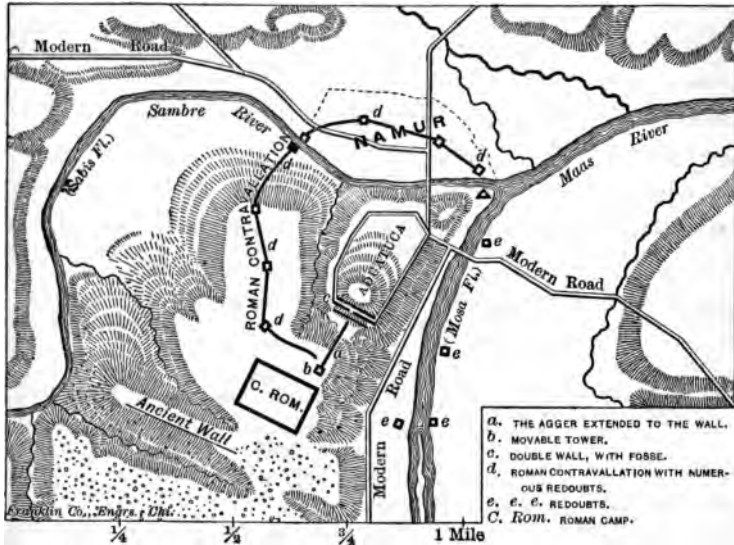 Modern Road
Sambre
River
(Sabis Fl.)
NAMUR
d
d
d
Maas
River
ROMAN CONTRAVALLATION
d
d
ADUATUCA
e
Modern Road
(Mosa Fl.)
c
a
b
e
C. ROM.
Ancient Wall
Modern
Road
e
e
a. THE AGGER EXTENDED TO THE WALL.
b. MOVABLE TOWER.
c. DOUBLE WALL, WITH FOSSE.
d. ROMAN CONTRAVALLATION WITH NUMER-
OUS REDOUBTS.
e. e. e. REDOUBTS.
C. Rom. ROMAN CAMP.
Franklin Co., Engrs., Chi.
1/4
1/2
3/4
1 Mile